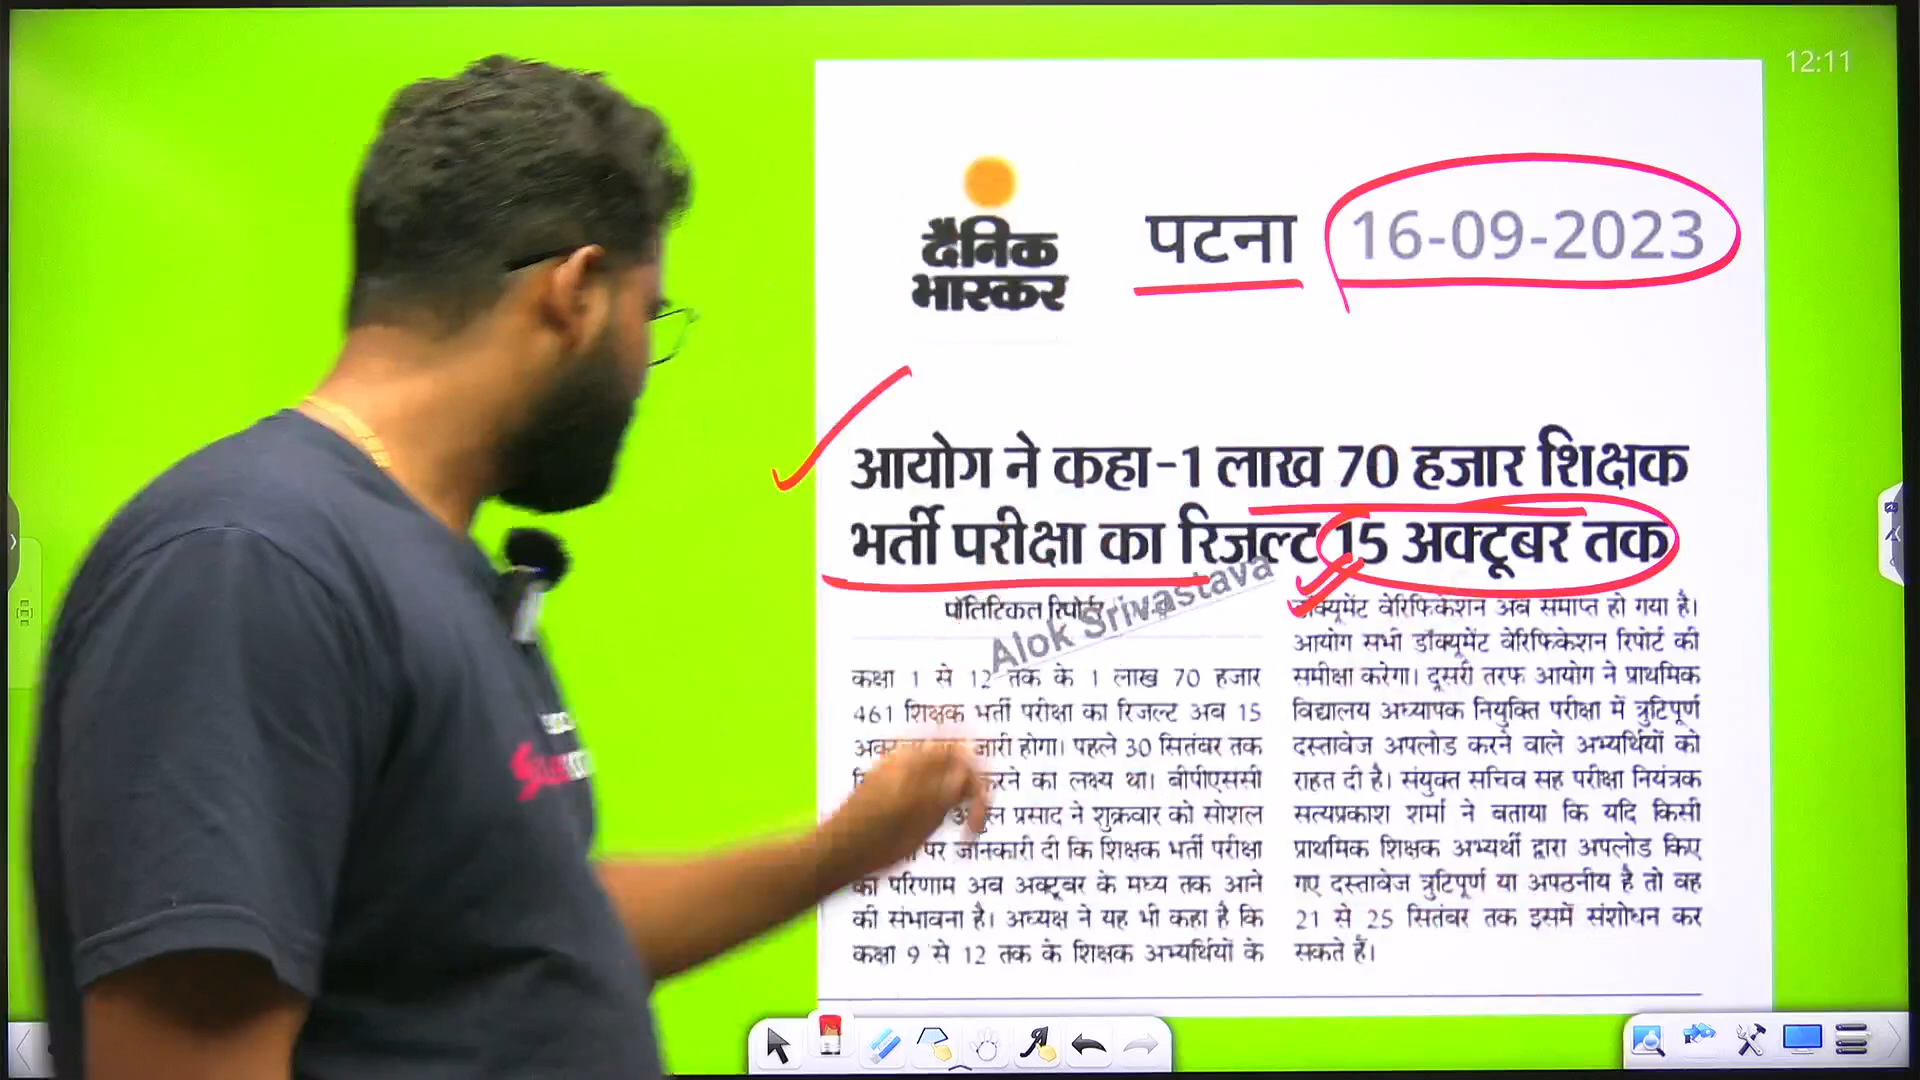 12:11
दैनिक
भास्कर
पटना
16-09-2023
आयोग ने कहा-1 लाख 70 हजार शिक्षक
भर्ती परीक्षा का रिजल्ट 15 अक्टूबर तक
पॉलिटिकल रिपोर्टर
Alok Srivastava
कक्षा 1 से 12 तक के 1 लाख 70 हजार
461 शिक्षक भर्ती परीक्षा का रिजल्ट अब 15
जारी होगा। पहले 30 सितंबर तक
करने का लक्ष्य था। बीपीएससी
प्रसाद ने शुक्रवार को सोशल
पर जानकारी दी कि शिक्षक भर्ती परीक्षा
का परिणाम अब अक्टूबर के मध्य तक आने
की संभावना है। अध्यक्ष ने यह भी कहा है कि
कक्षा 9 से 12 तक के शिक्षक अभ्यर्थियों के
डॉक्यूमेंट वेरिफिकेशन अब समाप्त हो गया है।
आयोग सभी डॉक्यूमेंट वेरिफिकेशन रिपोर्ट की
समीक्षा करेगा। दूसरी तरफ आयोग ने प्राथमिक
विद्यालय अध्यापक नियुक्ति परीक्षा में त्रुटिपूर्ण
दस्तावेज अपलोड करने वाले अभ्यर्थियों को
राहत दी है। संयुक्त सचिव सह परीक्षा नियंत्रक
सत्यप्रकाश शर्मा ने बताया कि यदि किसी
प्राथमिक शिक्षक अभ्यर्थी द्वारा अपलोड किए
गए दस्तावेज त्रुटिपूर्ण या अपठनीय है तो वह
21 से 25 सितंबर तक इसमें संशोधन कर
सकते हैं।